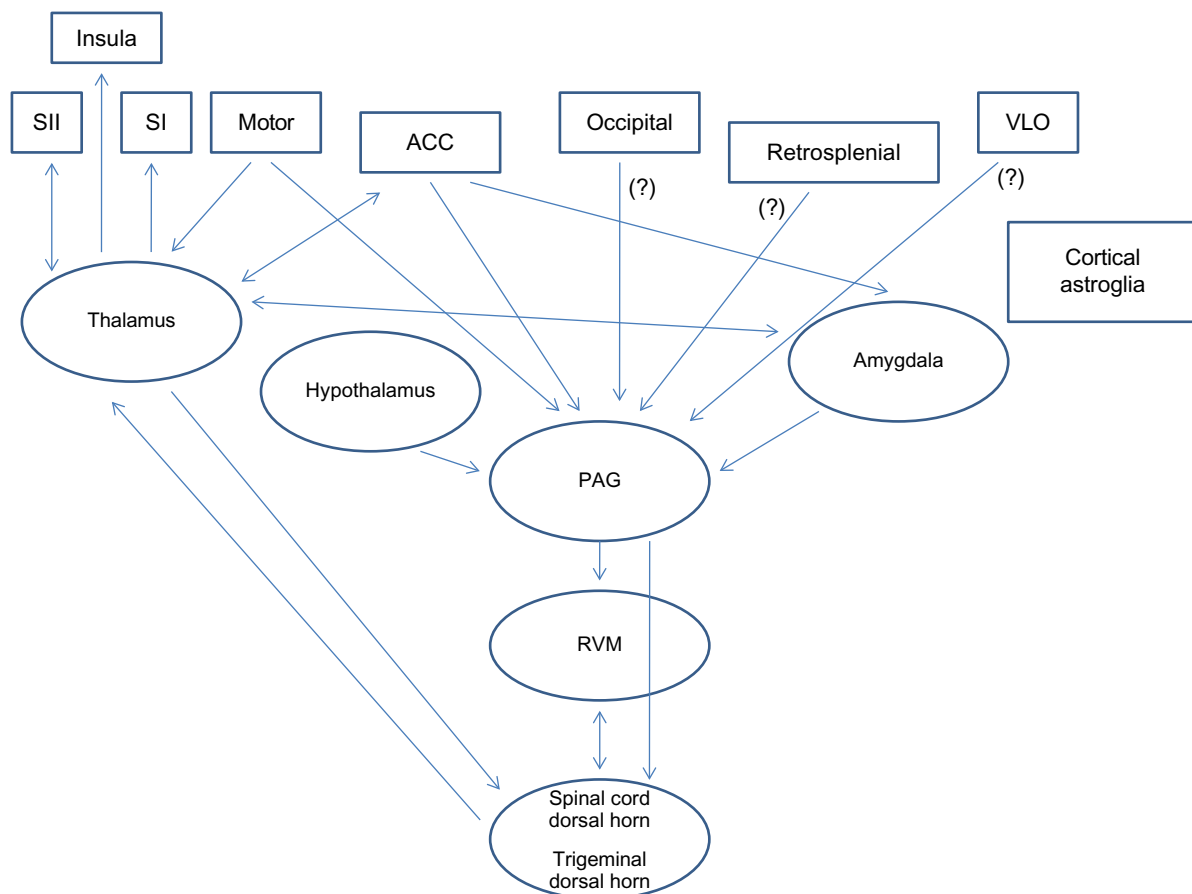 Insula
SII
SI
Motor
ACC
Occipital
Retrosplenial
VLO
(?)
(?)
(?)
Cortical
astroglia
Thalamus
Hypothalamus
Amygdala
PAG
RVM
Spinal cord
dorsal horn
Trigeminal
dorsal horn